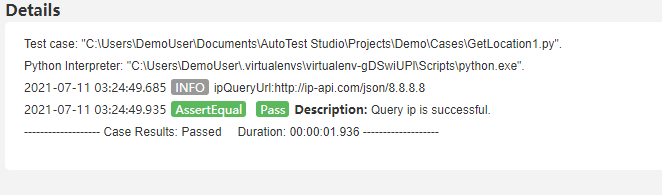 Details
Test case: "C:\Users\DemoUser\Documents\AutoTest Studio\Projects\Demo\Cases\GetLocation1.py".
Python Interpreter: "C:\Users\DemoUser\.virtualenvs\virtualenv-gDSwiUPI\Scripts\python.exe".
2021-07-11 03:24:49.685 INFO ipQueryUrl:http://ip-api.com/json/8.8.8.8
2021-07-11 03:24:49.935 AssertEqual Pass Description: Query ip is successful.
------------------- Case Results: Passed Duration: 00:00:01.936 -------------------